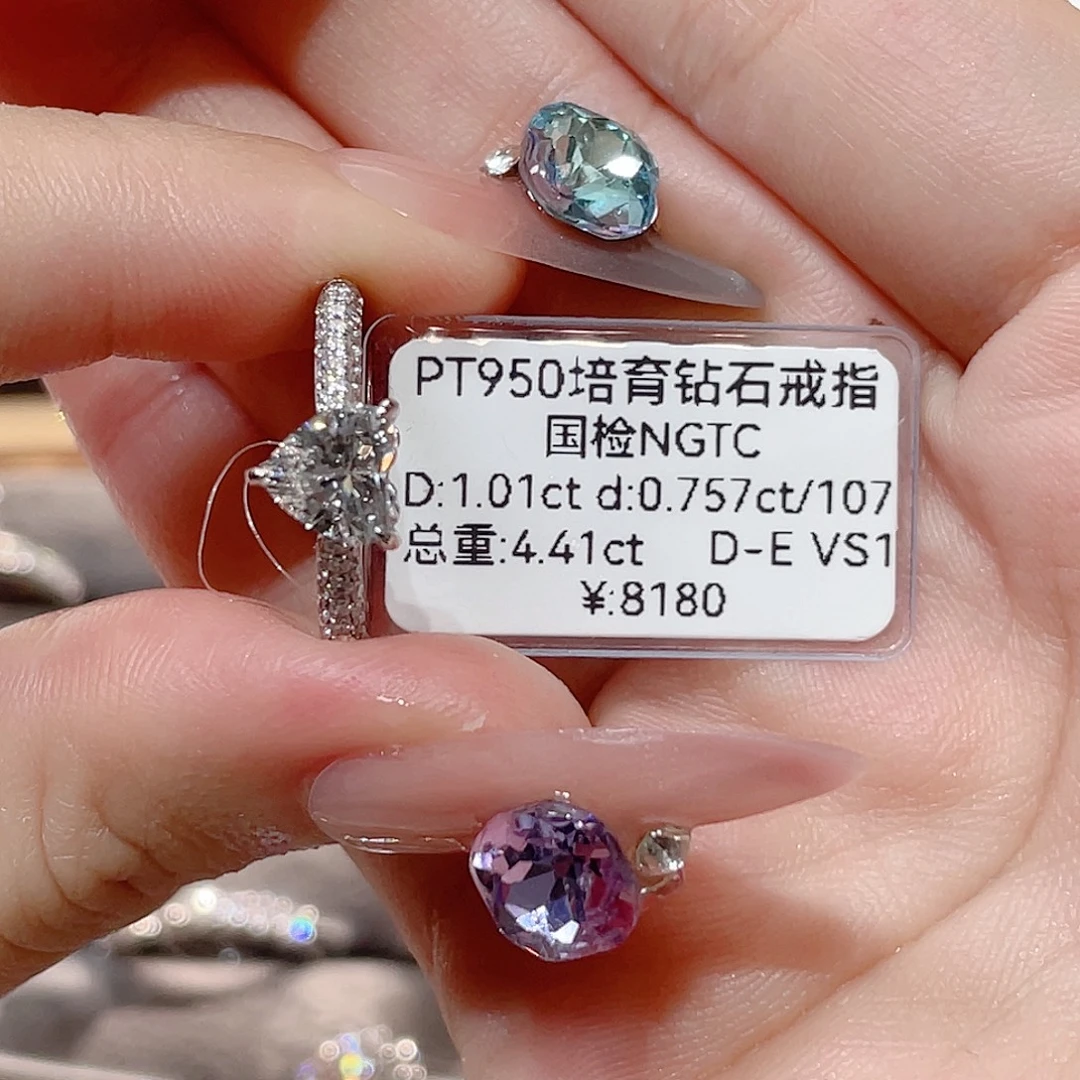 PT950培育钻石戒指
国检NGTC
D:1.01ct d:0.757ct/107
总重:4.41ct D-E VS1
¥:8180